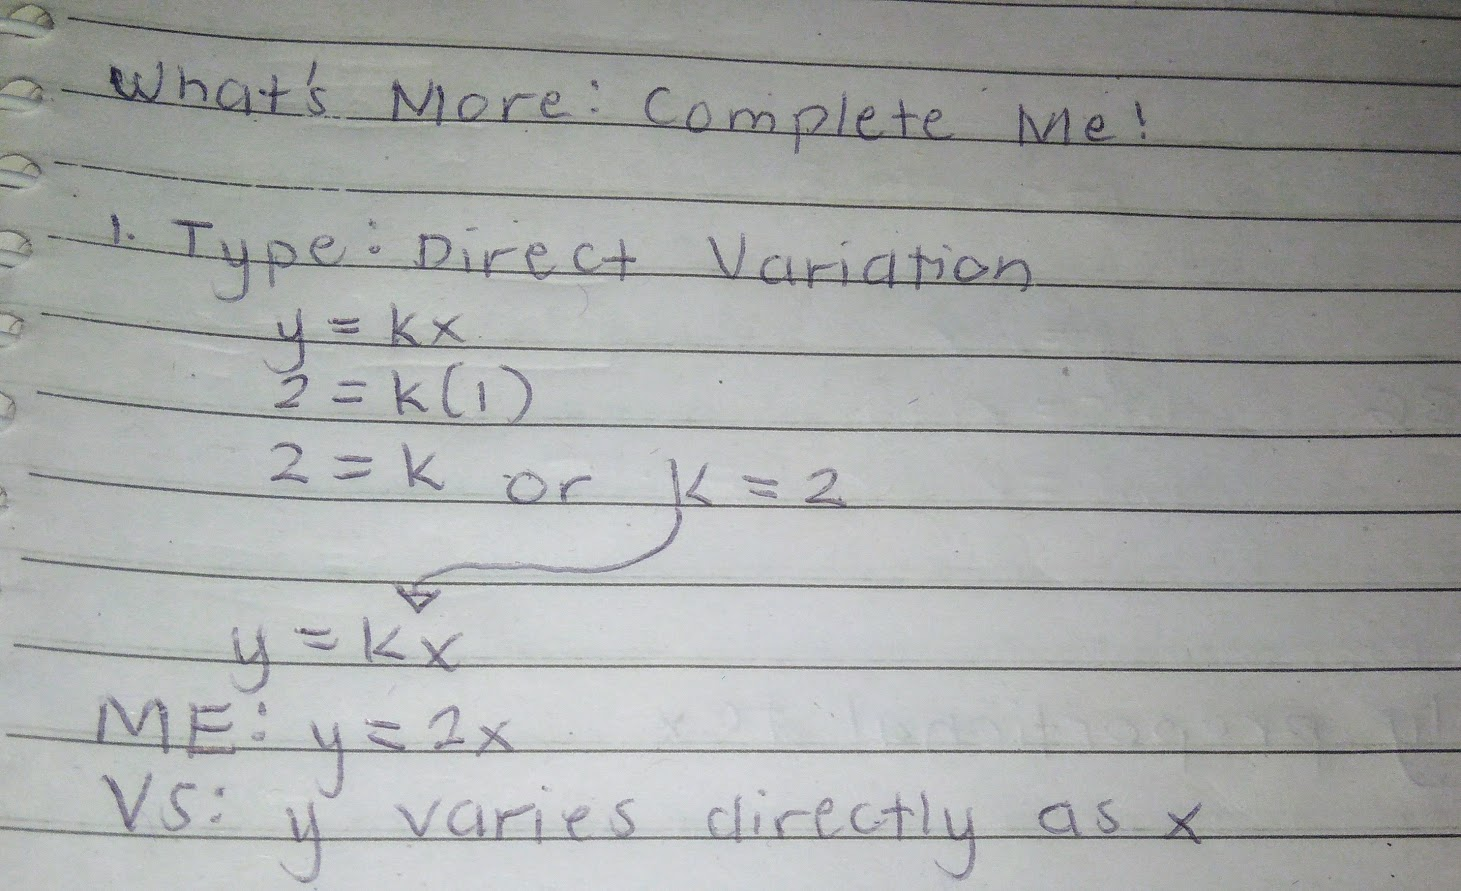 What's More: Complete Me!
1. Type: Direct Variation
y = kx
2 = k(1)
2 = k or k = 2
y = kx
ME: y = 2x
VS: y varies directly as x